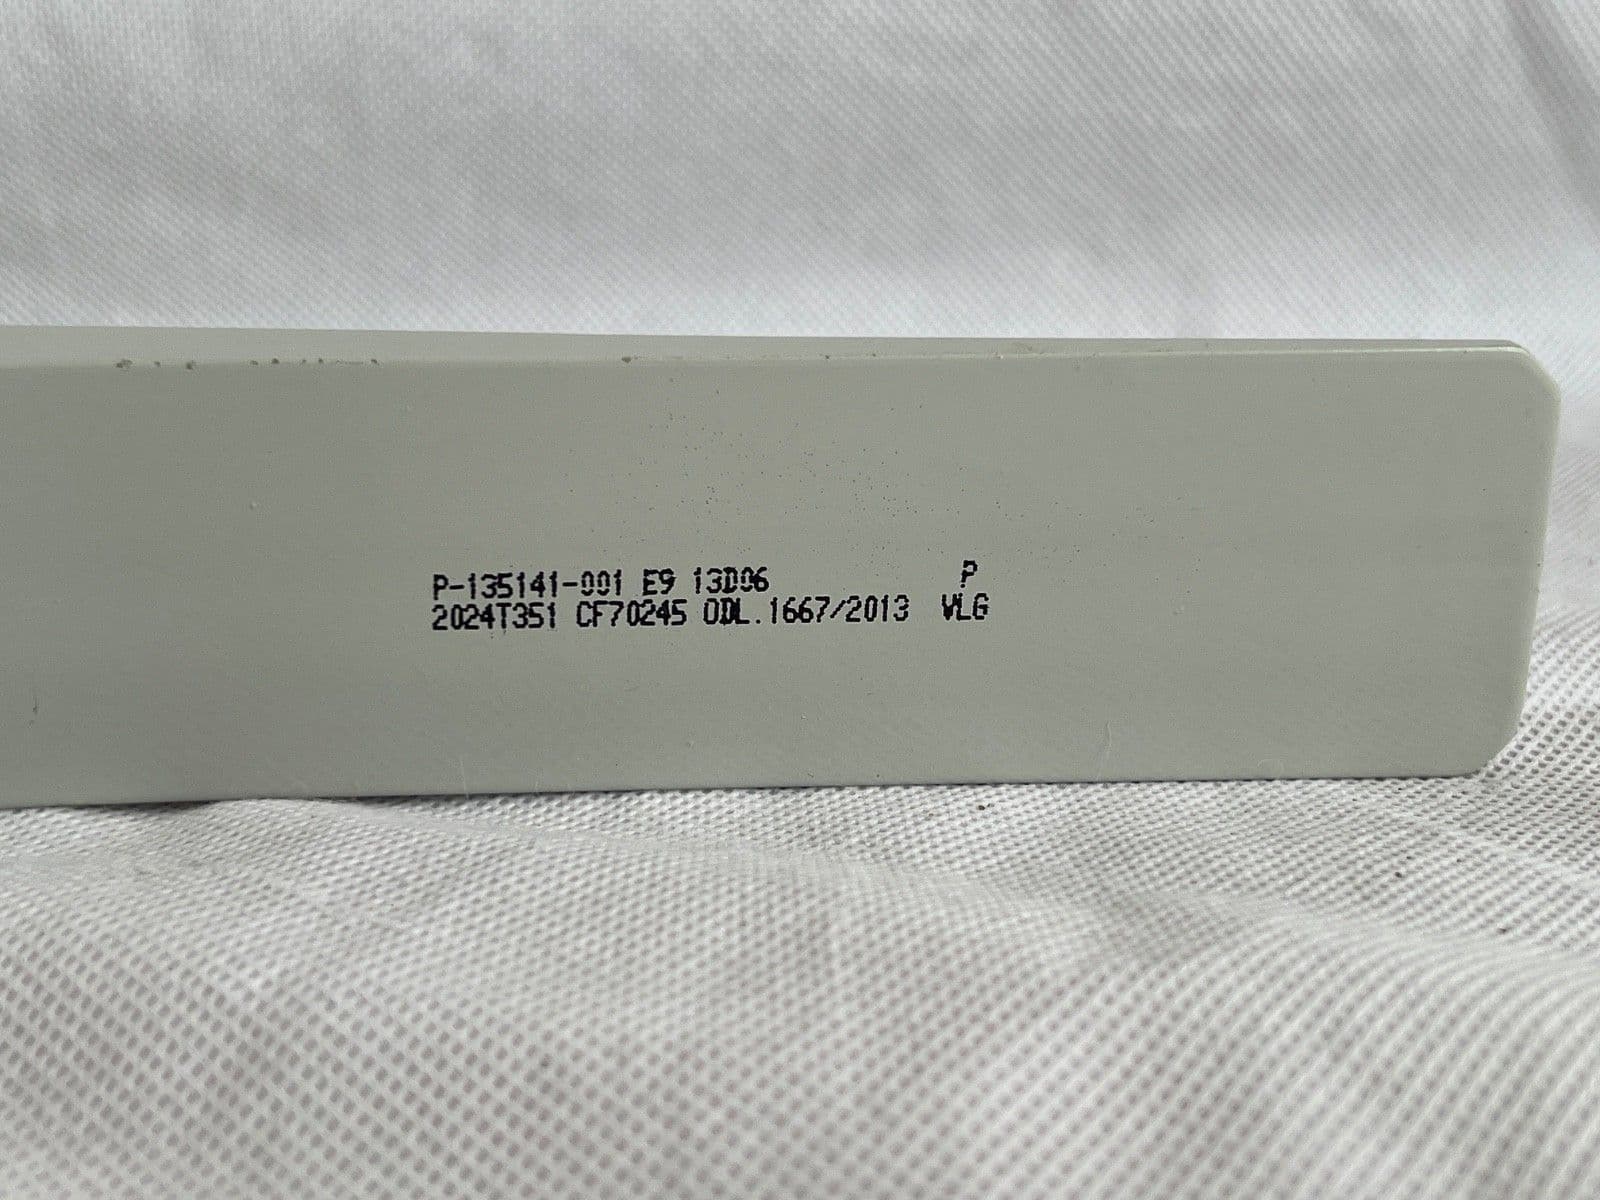 P-135141-001 E9 13D06 P
2024T351 CF70245 ODL.1667/2013 VLG